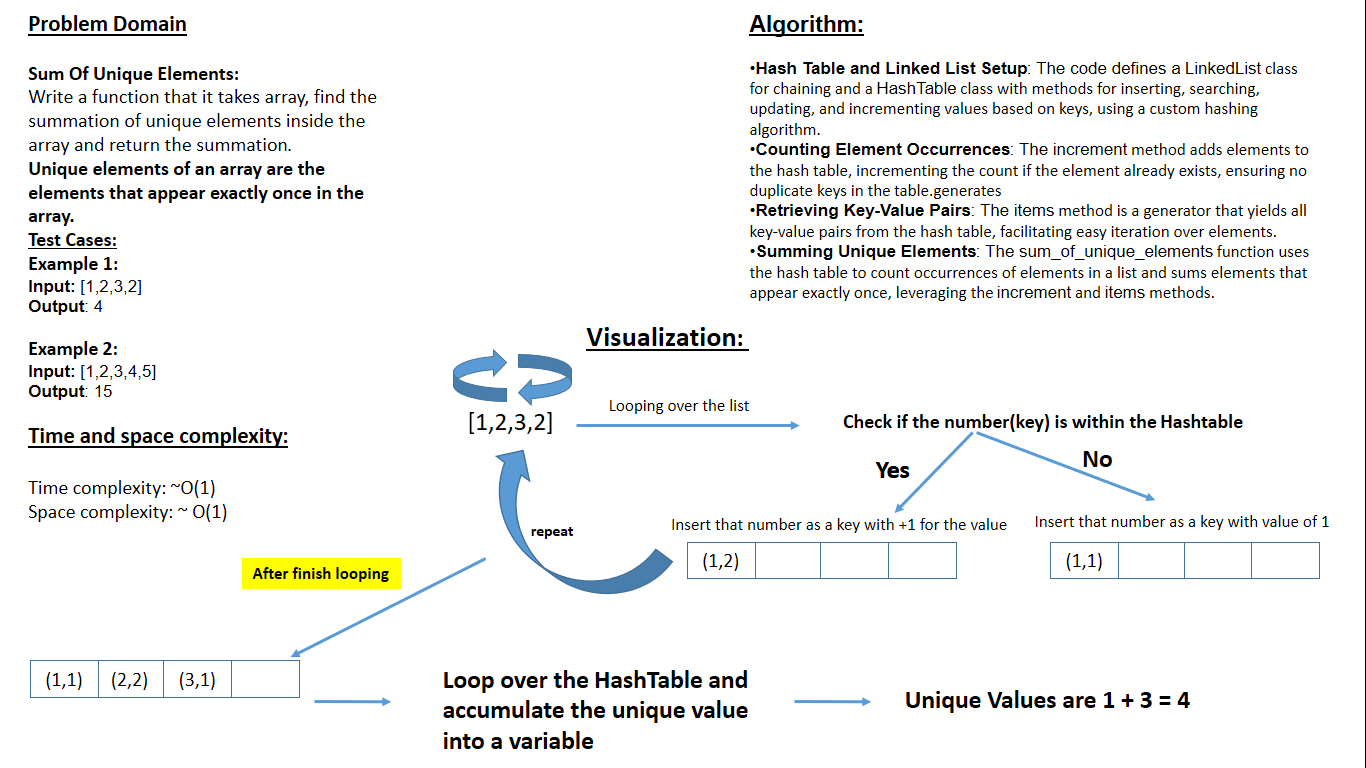 Problem Domain
Sum Of Unique Elements:
Write a function that it takes array, find the
summation of unique elements inside the
array and return the summation.
Unique elements of an array are the
elements that appear exactly once in the
array.
Test Cases:
Example 1:
Input: [1,2,3,2]
Output: 4
Example 2:
Input: [1,2,3,4,5]
Output: 15
Time and space complexity:
Time complexity: ~O(1)
Space complexity: ~ O(1)
Algorithm:
•Hash Table and Linked List Setup: The code defines a LinkedList class
for chaining and a HashTable class with methods for inserting, searching,
updating, and incrementing values based on keys, using a custom hashing
algorithm.
•Counting Element Occurrences: The increment method adds elements to
the hash table, incrementing the count if the element already exists, ensuring no
duplicate keys in the table.generates
•Retrieving Key-Value Pairs: The items method is a generator that yields all
key-value pairs from the hash table, facilitating easy iteration over elements.
•Summing Unique Elements: The sum_of_unique_elements function uses
the hash table to count occurrences of elements in a list and sums elements that
appear exactly once, leveraging the increment and items methods.
Visualization:
[1,2,3,2]
Looping over the list
Check if the number(key) is within the Hashtable
Yes
No
Insert that number as a key with +1 for the value
(1,2)
Insert that number as a key with value of 1
(1,1)
repeat
After finish looping
(1,1) (2,2) (3,1)
Loop over the HashTable and
accumulate the unique value
into a variable
Unique Values are 1 + 3 = 4